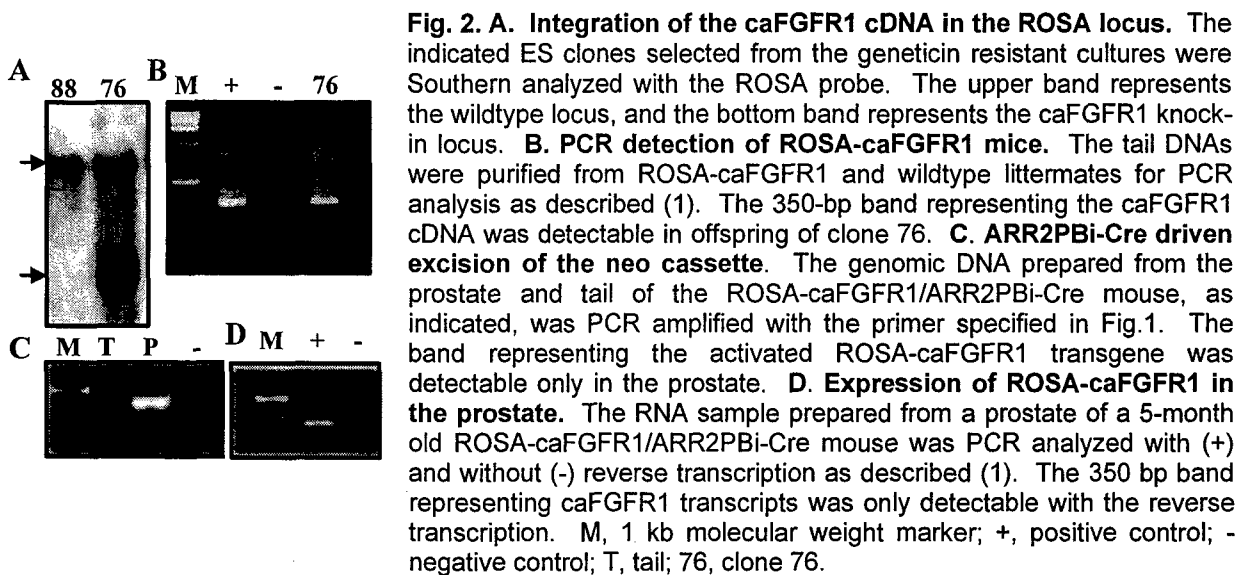 A
88 76
B
M + - 76
C
M T P -
D
M + -
Fig. 2. A. Integration of the caFGFR1 cDNA in the ROSA locus. The
indicated ES clones selected from the geneticin resistant cultures were
Southern analyzed with the ROSA probe. The upper band represents
the wildtype locus, and the bottom band represents the caFGFR1 knock-
in locus. B. PCR detection of ROSA-caFGFR1 mice. The tail DNAs
were purified from ROSA-caFGFR1 and wildtype littermates for PCR
analysis as described (1). The 350-bp band representing the caFGFR1
cDNA was detectable in offspring of clone 76. C. ARR2PBi-Cre driven
excision of the neo cassette. The genomic DNA prepared from the
prostate and tail of the ROSA-caFGFR1/ARR2PBi-Cre mouse, as
indicated, was PCR amplified with the primer specified in Fig.1. The
band representing the activated ROSA-caFGFR1 transgene was
detectable only in the prostate. D. Expression of ROSA-caFGFR1 in
the prostate. The RNA sample prepared from a prostate of a 5-month
old ROSA-caFGFR1/ARR2PBi-Cre mouse was PCR analyzed with (+)
and without (-) reverse transcription as described (1). The 350 bp band
representing caFGFR1 transcripts was only detectable with the reverse
transcription. M, 1 kb molecular weight marker; +, positive control; -
negative control; T, tail; 76, clone 76.